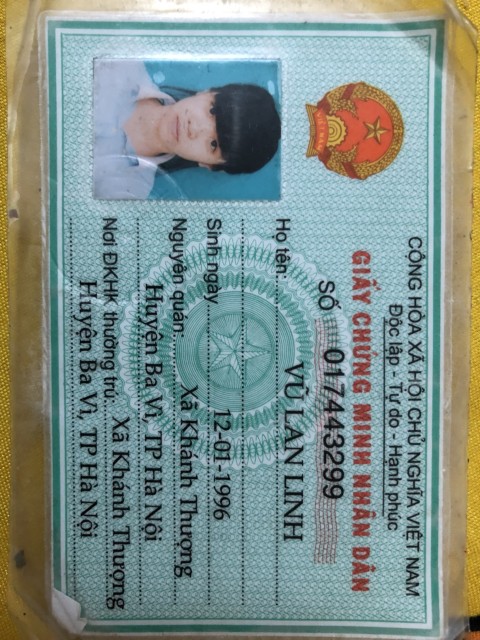 CỘNG HÒA XÃ HỘI CHỦ NGHĨA VIỆT NAM
Độc lập - Tự do - Hạnh phúc
GIẤY CHỨNG MINH NHÂN DÂN
SỐ 017443299
Họ tên: VŨ LAN LINH
Sinh ngày 12-01-1996
Nguyên quán: Xã Khánh Thượng
Huyện Ba Vì, TP Hà Nội
Nơi ĐKHK thường trú: Xã Khánh Thượng
Huyện Ba Vì, TP Hà Nội